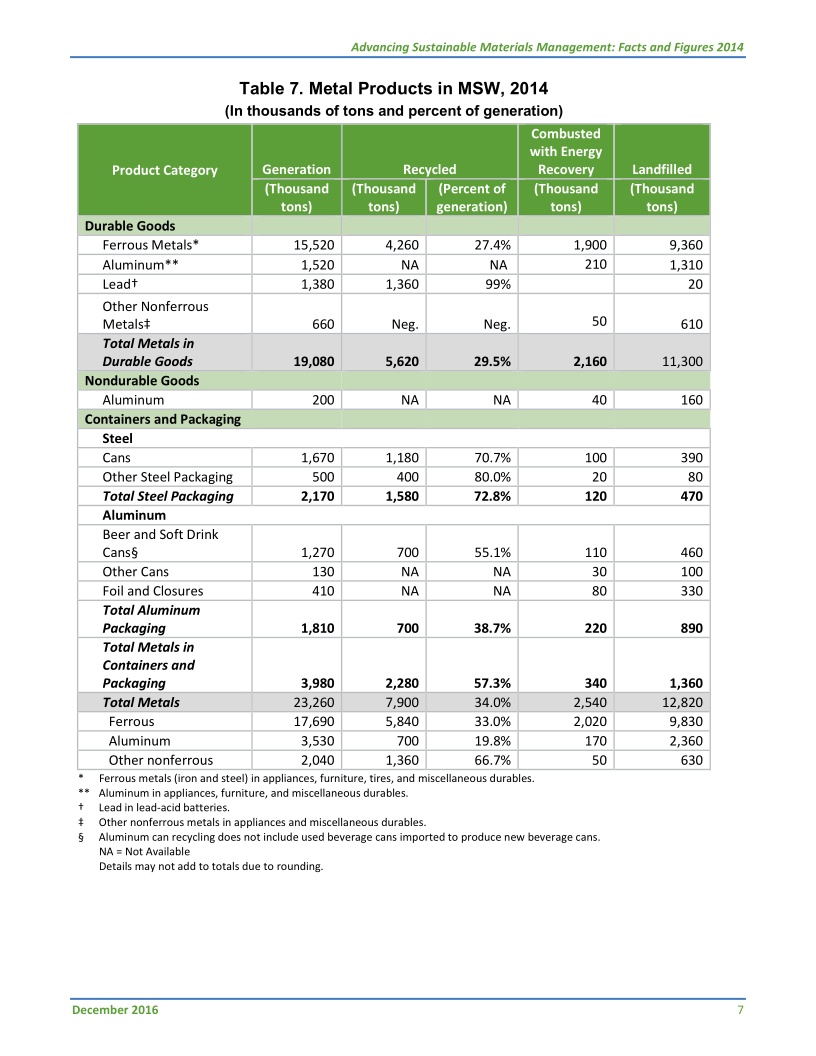 Advancing Sustainable Materials Management: Facts and Figures 2014
Table 7. Metal Products in MSW, 2014
(In thousands of tons and percent of generation)
Product Category Generation Recycled Combusted with Energy Recovery Landfilled
(Thousand tons) (Thousand tons) (Percent of generation) (Thousand tons) (Thousand tons)
Durable Goods
Ferrous Metals* 15,520 4,260 27.4% 1,900 9,360
Aluminum** 1,520 NA NA 210 1,310
Lead† 1,380 1,360 99% 20
Other Nonferrous
Metals‡ 660 Neg. Neg. 50 610
Total Metals in
Durable Goods 19,080 5,620 29.5% 2,160 11,300
Nondurable Goods
Aluminum 200 NA NA 40 160
Containers and Packaging
Steel
Cans 1,670 1,180 70.7% 100 390
Other Steel Packaging 500 400 80.0% 20 80
Total Steel Packaging 2,170 1,580 72.8% 120 470
Aluminum
Beer and Soft Drink
Cans§ 1,270 700 55.1% 110 460
Other Cans 130 NA NA 30 100
Foil and Closures 410 NA NA 80 330
Total Aluminum
Packaging 1,810 700 38.7% 220 890
Total Metals in
Containers and
Packaging 3,980 2,280 57.3% 340 1,360
Total Metals 23,260 7,900 34.0% 2,540 12,820
Ferrous 17,690 5,840 33.0% 2,020 9,830
Aluminum 3,530 700 19.8% 170 2,360
Other nonferrous 2,040 1,360 66.7% 50 630
* Ferrous metals (iron and steel) in appliances, furniture, tires, and miscellaneous durables.
** Aluminum in appliances, furniture, and miscellaneous durables.
† Lead in lead-acid batteries.
‡ Other nonferrous metals in appliances and miscellaneous durables.
§ Aluminum can recycling does not include used beverage cans imported to produce new beverage cans.
NA = Not Available
Details may not add to totals due to rounding.
December 2016 7